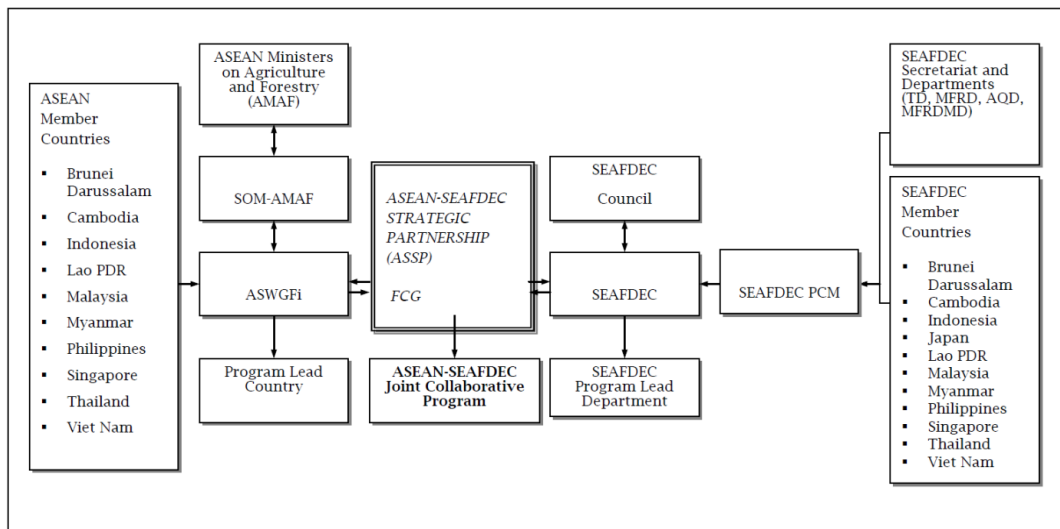 ASEAN
Member
Countries
▪ Brunei
Darussalam
▪ Cambodia
▪ Indonesia
▪ Lao PDR
▪ Malaysia
▪ Myanmar
▪ Philippines
▪ Singapore
▪ Thailand
▪ Viet Nam
ASEAN Ministers
on Agriculture
and Forestry
(AMAF)
SOM-AMAF
ASWGFi
Program Lead
Country
ASEAN-SEAFDEC
STRATEGIC
PARTNERSHIP
(ASSP)
FCG
ASEAN-SEAFDEC
Joint Collaborative
Program
SEAFDEC
Council
SEAFDEC
SEAFDEC
Program Lead
Department
SEAFDEC PCM
SEAFDEC
Secretariat and
Departments
(TD, MFRD, AQD,
MFRDMD)
SEAFDEC
Member
Countries
▪ Brunei
Darussalam
▪ Cambodia
▪ Indonesia
▪ Japan
▪ Lao PDR
▪ Malaysia
▪ Myanmar
▪ Philippines
▪ Singapore
▪ Thailand
▪ Viet Nam